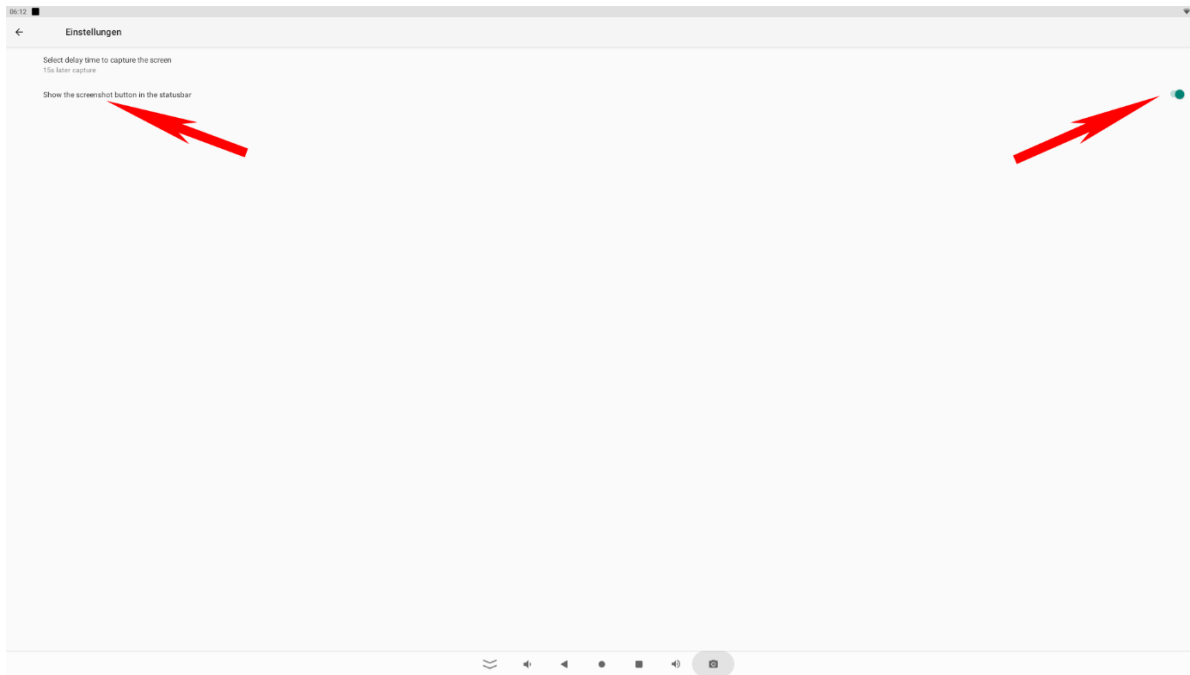 06:12
Einstellungen
Select delay time to capture the screen
15s later capture
Show the screenshot button in the statusbar